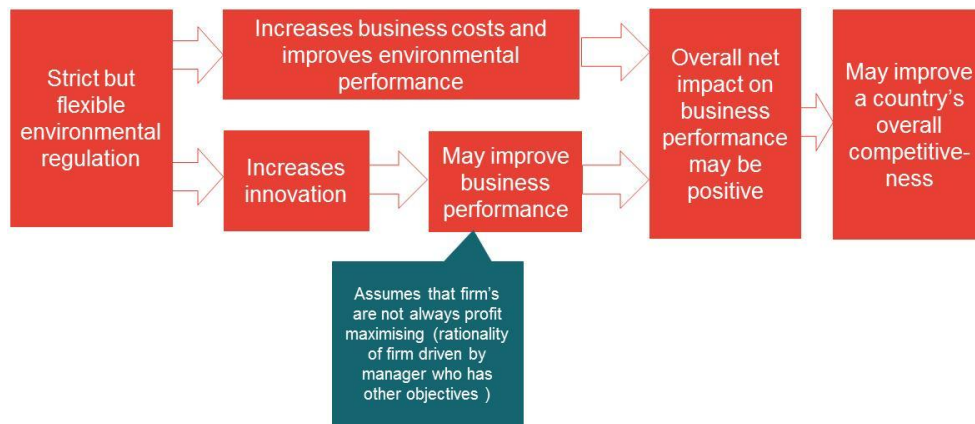 Strict but
flexible
environmental
regulation
Increases business costs and
improves environmental
performance
Increases
innovation
May improve
business
performance
Overall net
impact on
business
performance
may be
positive
May improve
a country's
overall
competitive-
ness
Assumes that firm's
are not always profit
maximising (rationality
of firm driven by
manager who has
other objectives )